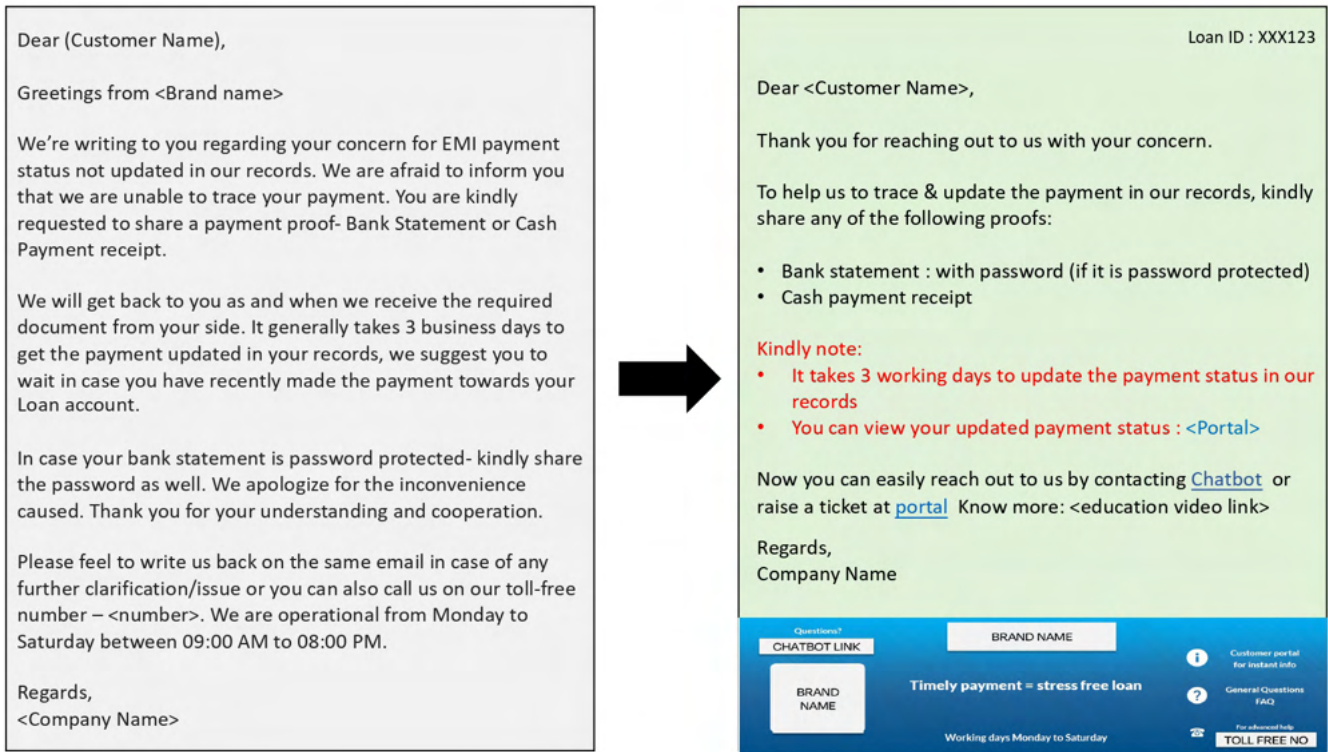 Dear (Customer Name),
Greetings from <Brand name>
We're writing to you regarding your concern for EMI payment
status not updated in our records. We are afraid to inform you
that we are unable to trace your payment. You are kindly
requested to share a payment proof- Bank Statement or Cash
Payment receipt.
We will get back to you as and when we receive the required
document from your side. It generally takes 3 business days to
get the payment updated in your records, we suggest you to
wait in case you have recently made the payment towards your
Loan account.
In case your bank statement is password protected- kindly share
the password as well. We apologize for the inconvenience
caused. Thank you for your understanding and cooperation.
Please feel to write us back on the same email in case of any
further clarification/issue or you can also call us on our toll-free
number – <number>. We are operational from Monday to
Saturday between 09:00 AM to 08:00 PM.
Regards,
<Company Name>
Loan ID : XXX123
Dear <Customer Name>,
Thank you for reaching out to us with your concern.
To help us to trace & update the payment in our records, kindly
share any of the following proofs:
• Bank statement : with password (if it is password protected)
• Cash payment receipt
Kindly note:
• It takes 3 working days to update the payment status in our
records
• You can view your updated payment status : <Portal>
Now you can easily reach out to us by contacting Chatbot or
raise a ticket at portal Know more: <education video link>
Regards,
Company Name
Questions?
CHATBOT LINK
BRAND
NAME
BRAND NAME
Timely payment = stress free loan
Working days Monday to Saturday
Customer portal
for instant info
General Questions
FAQ
For advanced help
TOLL FREE NO